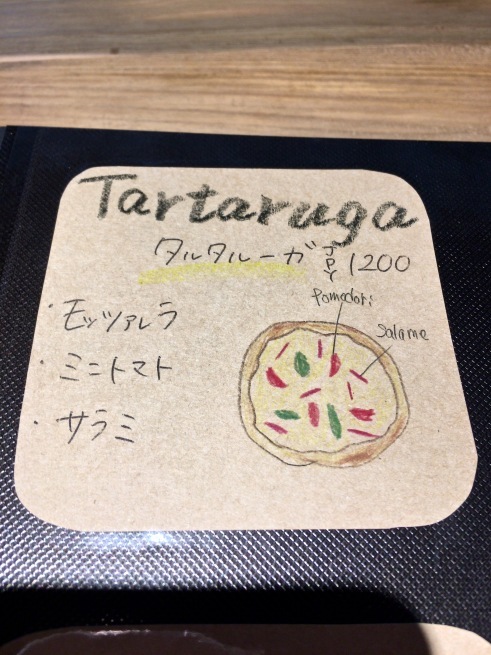 Tartaruga
タルタルーガ JPY 1200
Pomodori
salame
・モッツァレラ
・ミニトマト
・サラミ